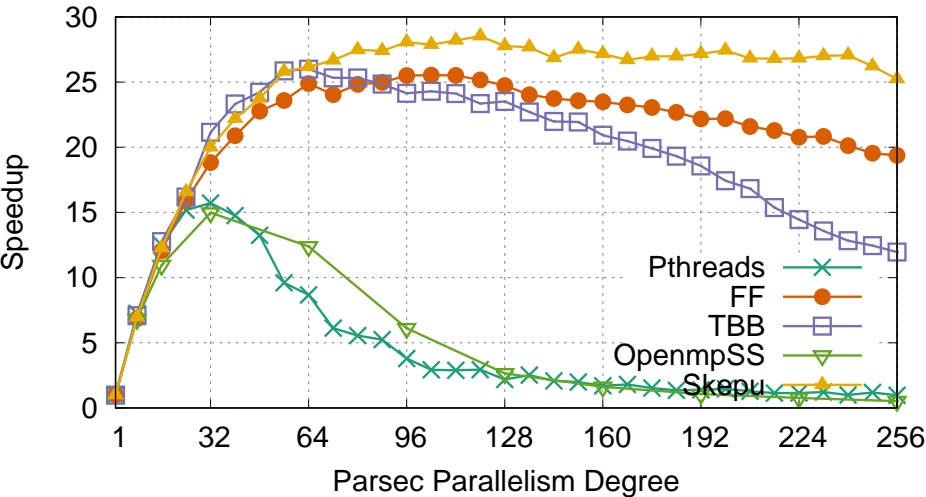 30
25
20
15
10
5
0
Speedup
Pthreads
FF
TBB
OpenmpSS
Skepu
1 32 64 96 128 160 192 224 256
Parsec Parallelism Degree